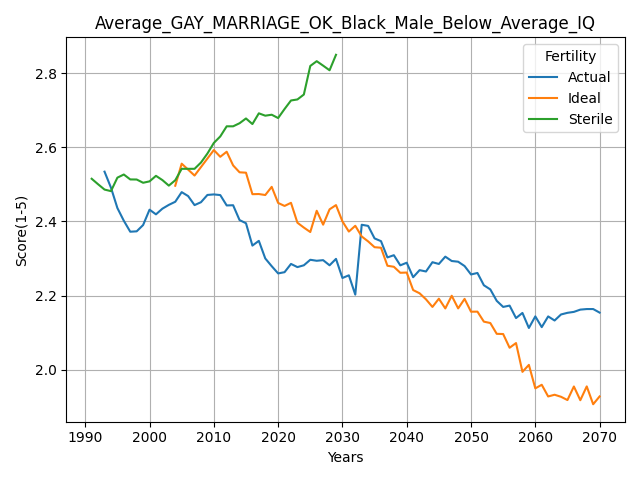 Average_GAY_MARRIAGE_OK_Black_Male_Below_Average_IQ
Fertility
Actual
Ideal
Sterile
Score(1-5)
2.8
2.6
2.4
2.2
2.0
1990 2000 2010 2020 2030 2040 2050 2060 2070
Years